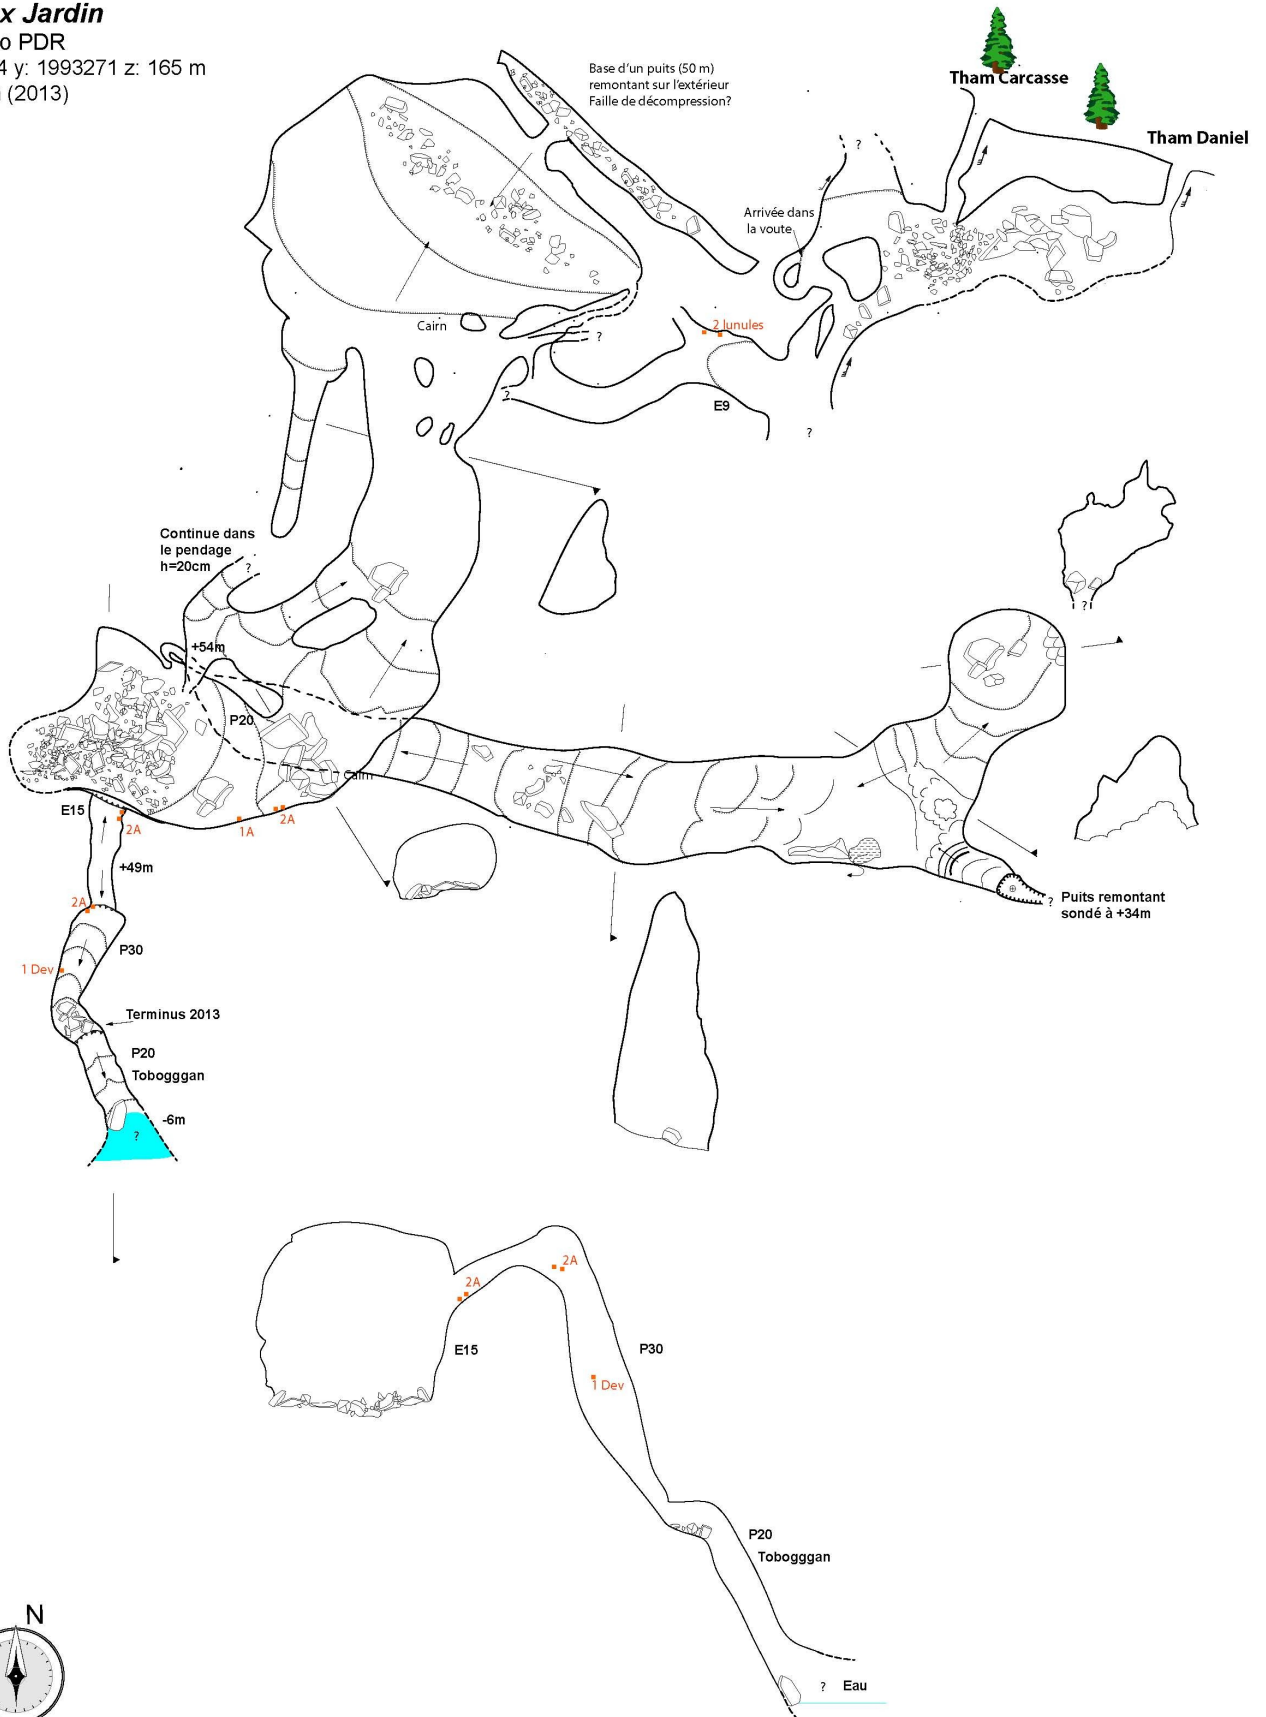 x Jardin
o PDR
4 y: 1993271 z: 165 m
(2013)
Base d'un puits (50 m)
remontant sur l'extérieur
Faille de décompression?
Tham Carcasse
Tham Daniel
?
Arrivée dans
la voute
Cairn
?
2 lunules
?
E9
?
Continue dans
le pendage
h=20cm
?
?
+54m
P20
Cairn
E15
2A
1A
2A
+49m
2A
?
Puits remontant
sondé à +34m
P30
1 Dev
Terminus 2013
P20
Tobogggan
-6m
?
2A
2A
E15
P30
1 Dev
P20
Tobogggan
N
?
Eau